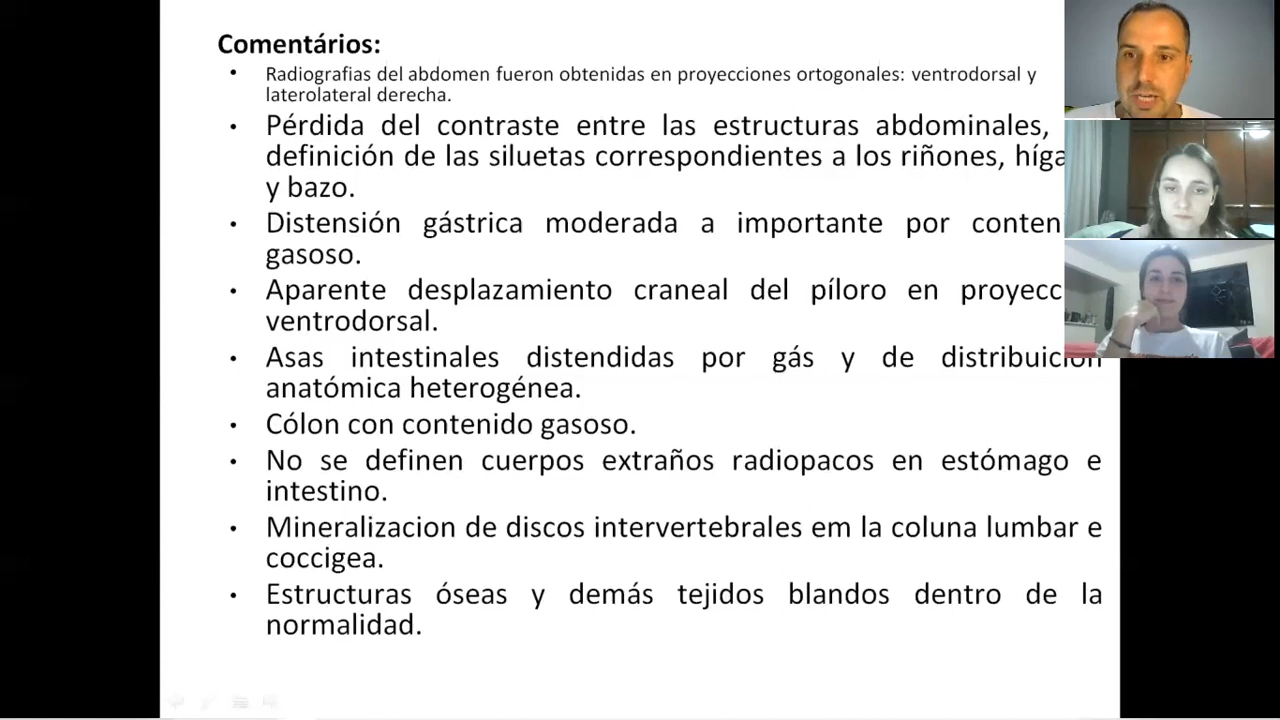 Comentários:
• Radiografias del abdomen fueron obtenidas en proyecciones ortogonales: ventrodorsal y
laterolateral derecha.
• Pérdida del contraste entre las estructuras abdominales,
definición de las siluetas correspondientes a los riñones,
y bazo.
• Distensión gástrica moderada a importante por
gasoso.
• Aparente desplazamiento craneal del píloro en
ventrodorsal.
• Asas intestinales distendidas por gás y de distribuición
anatómica heterogénea.
• Cólon con contenido gasoso.
• No se definen cuerpos extraños radiopacos en estómago e
intestino.
• Mineralizacion de discos intervertebrales em la coluna lumbar e
coccigea.
• Estructuras óseas y demás tejidos blandos dentro de la
normalidad.